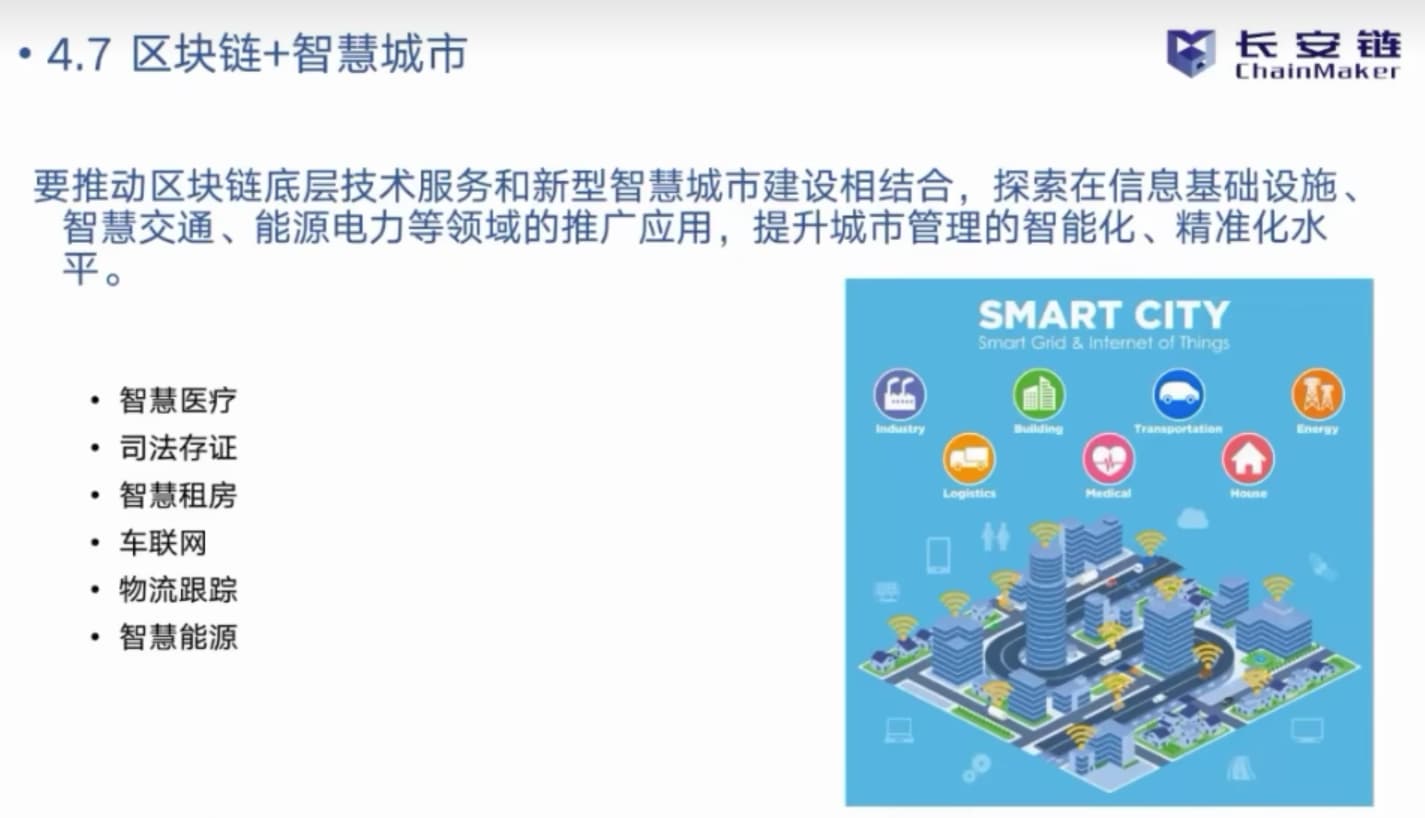 • 4.7 区块链+智慧城市
长安链
ChainMaker
要推动区块链底层技术服务和新型智慧城市建设相结合，探索在信息基础设施、
智慧交通、能源电力等领域的推广应用，提升城市管理的智能化、精准化水
平。
• 智慧医疗
• 司法存证
• 智慧租房
• 车联网
• 物流跟踪
• 智慧能源
SMART CITY
Smart Grid & Internet of Things
Industry
Building
Transportation
Energy
Logistics
Medical
House